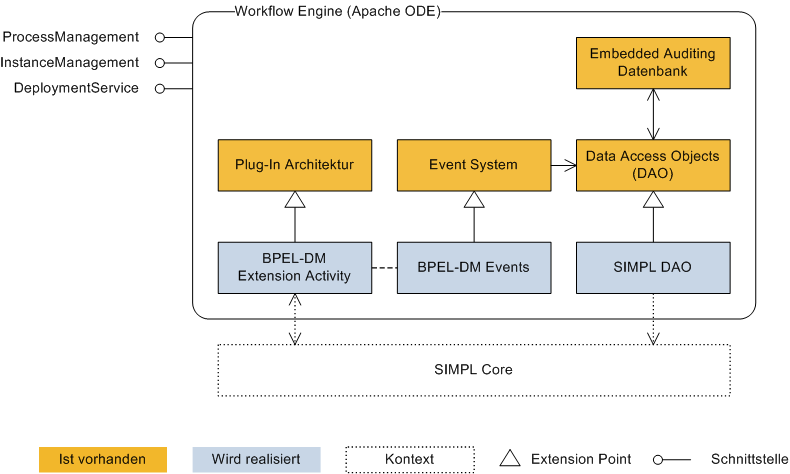 Workflow Engine (Apache ODE)
ProcessManagement
InstanceManagement
DeploymentService
Embedded Auditing
Datenbank
Plug-In Architektur
Event System
Data Access Objects
(DAO)
BPEL-DM
Extension Activity
BPEL-DM Events
SIMPL DAO
SIMPL Core
Ist vorhanden
Wird realisiert
Kontext
Extension Point
Schnittstelle